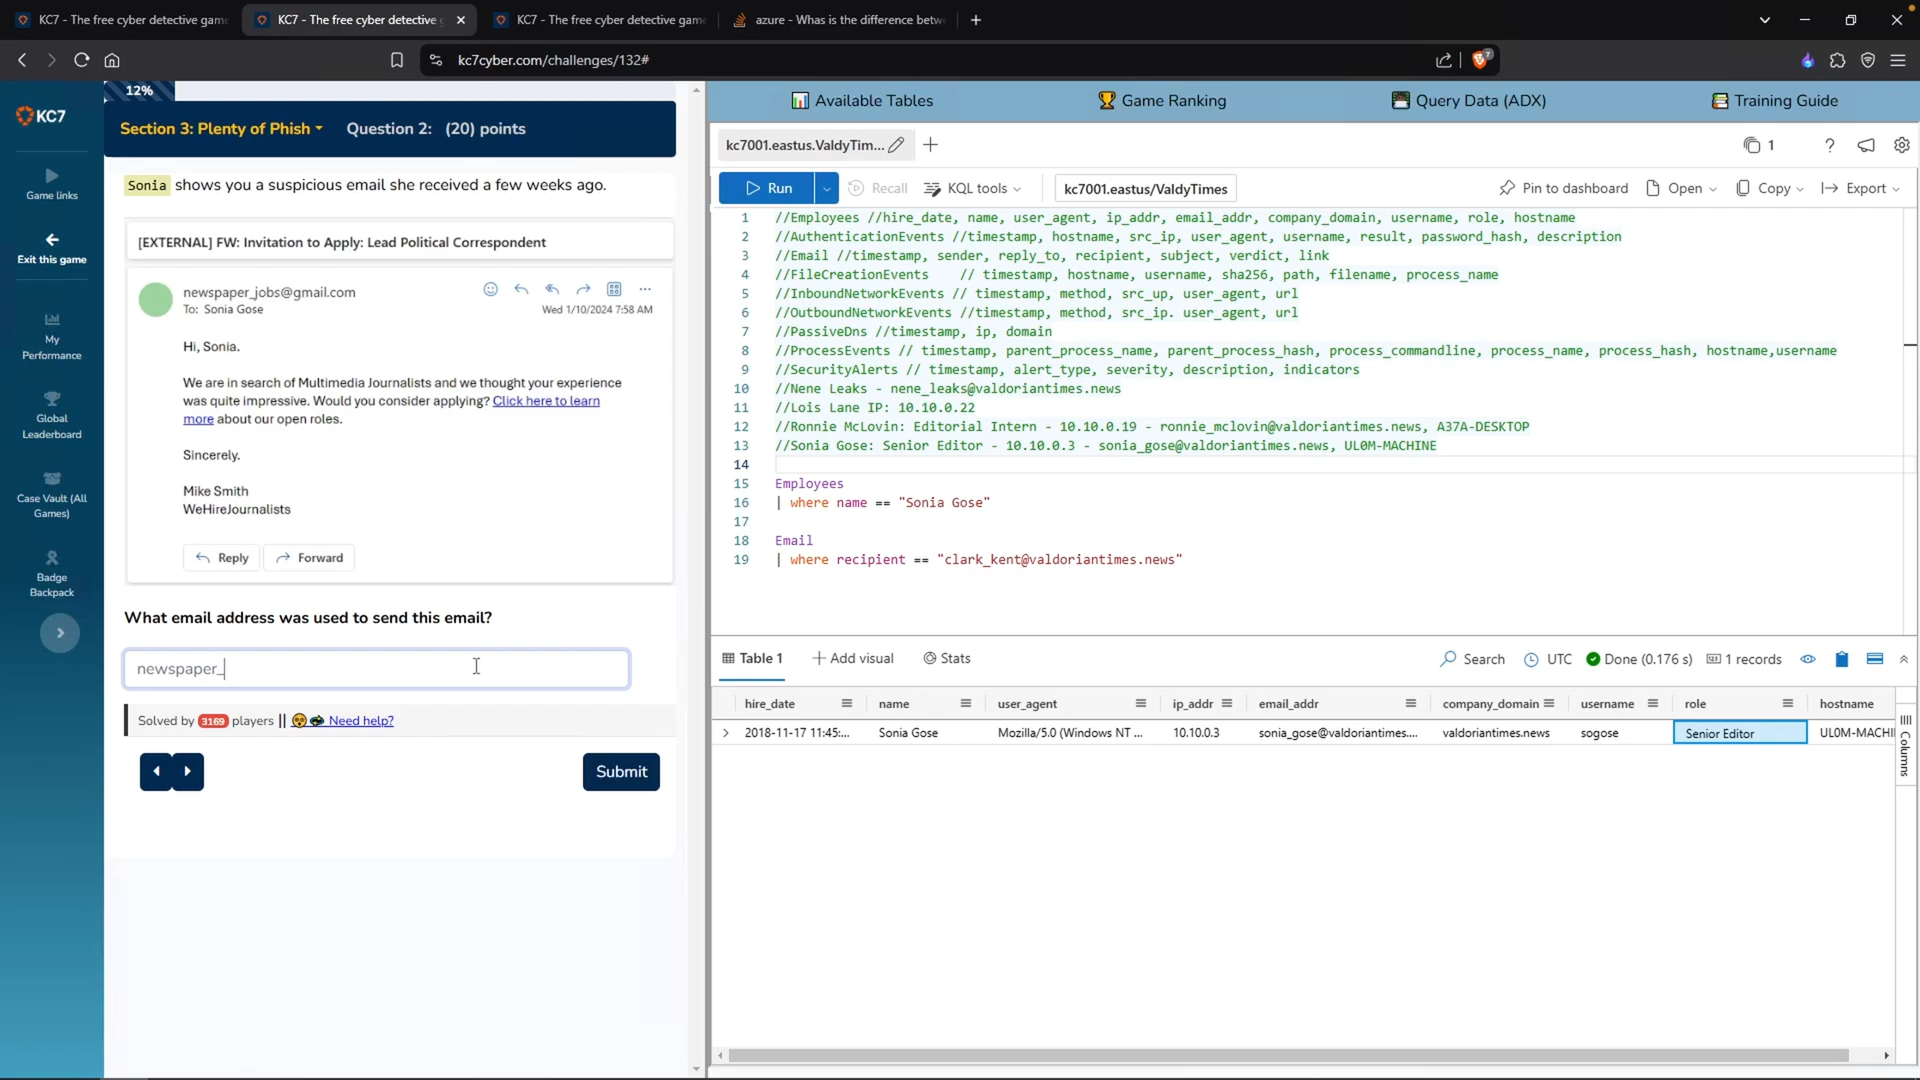 KC7 - The free cyber detective game
KC7 - The free cyber detective g
KC7 - The free cyber detective game
azure - Whas is the difference betw
kc7cyber.com/challenges/132#
7
KC7
Game links
Exit this game
My Performance
Global Leaderboard
Case Vault (All Games)
Badge Backpack
12%
Section 3: Plenty of Phish
Question 2: (20) points
Sonia shows you a suspicious email she received a few weeks ago.
[EXTERNAL] FW: Invitation to Apply: Lead Political Correspondent
newspaper_jobs@gmail.com
To: Sonia Gose
Wed 1/10/2024 7:58 AM
Hi, Sonia.
We are in search of Multimedia Journalists and we thought your experience
was quite impressive. Would you consider applying? Click here to learn
more about our open roles.
Sincerely.
Mike Smith
WeHireJournalists
Reply
Forward
What email address was used to send this email?
newspaper_
Solved by 3169 players || Need help?
Submit
Available Tables
Game Ranking
Query Data (ADX)
Training Guide
kc7001.eastus.ValdyTim...
1
?
Run
Recall
KQL tools
kc7001.eastus/ValdyTimes
Pin to dashboard
Open
Copy
Export
1 //Employees //hire_date, name, user_agent, ip_addr, email_addr, company_domain, username, role, hostname
2 //AuthenticationEvents //timestamp, hostname, src_ip, user_agent, username, result, password_hash, description
3 //Email //timestamp, sender, reply_to, recipient, subject, verdict, link
4 //FileCreationEvents // timestamp, hostname, username, sha256, path, filename, process_name
5 //InboundNetworkEvents // timestamp, method, src_up, user_agent, url
6 //OutboundNetworkEvents //timestamp, method, src_ip. user_agent, url
7 //PassiveDns //timestamp, ip, domain
8 //ProcessEvents // timestamp, parent_process_name, parent_process_hash, process_commandline, process_name, process_hash, hostname,username
9 //SecurityAlerts // timestamp, alert_type, severity, description, indicators
10 //Nene Leaks - nene_leaks@valdoriantimes.news
11 //Lois Lane IP: 10.10.0.22
12 //Ronnie McLovin: Editorial Intern - 10.10.0.19 - ronnie_mclovin@valdoriantimes.news, A37A-DESKTOP
13 //Sonia Gose: Senior Editor - 10.10.0.3 - sonia_gose@valdoriantimes.news, UL0M-MACHINE
14
15 Employees
16 | where name == "Sonia Gose"
17
18 Email
19 | where recipient == "clark_kent@valdoriantimes.news"
Table 1
Add visual
Stats
Search
UTC
Done (0.176 s)
1 records
hire_date name user_agent ip_addr email_addr company_domain username role hostname
2018-11-17 11:45:... Sonia Gose Mozilla/5.0 (Windows NT ... 10.10.0.3 sonia_gose@valdoriantimes.... valdoriantimes.news sogose Senior Editor UL0M-MACHI
Columns